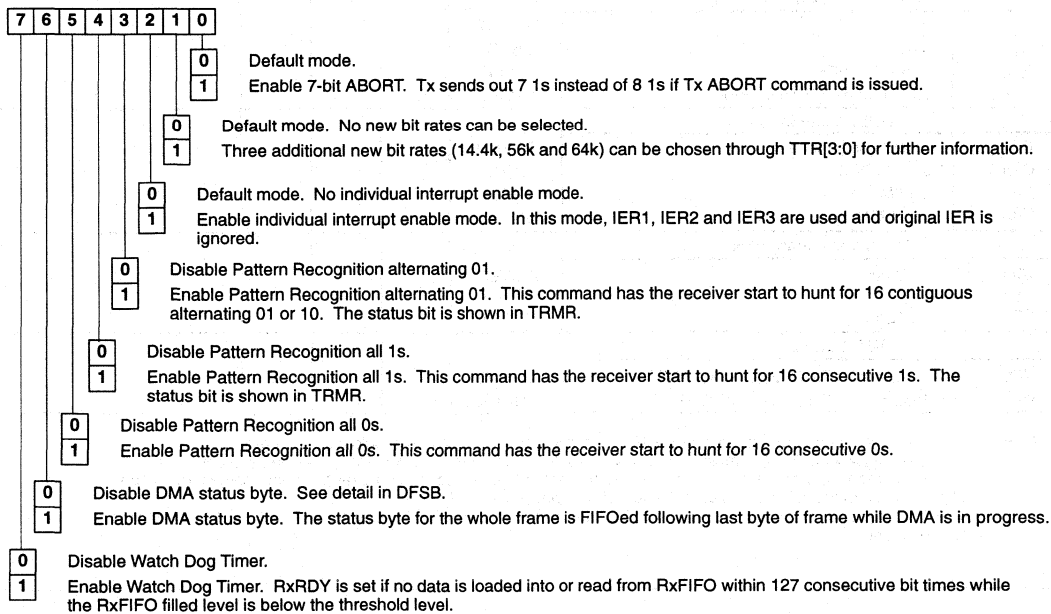 7 6 5 4 3 2 1 0
0 Default mode.
1 Enable 7-bit ABORT. Tx sends out 7 1s instead of 8 1s if Tx ABORT command is issued.
0 Default mode. No new bit rates can be selected.
1 Three additional new bit rates (14.4k, 56k and 64k) can be chosen through TTR[3:0] for further information.
0 Default mode. No individual interrupt enable mode.
1 Enable individual interrupt enable mode. In this mode, IER1, IER2 and IER3 are used and original IER is
ignored.
0 Disable Pattern Recognition alternating 01.
1 Enable Pattern Recognition alternating 01. This command has the receiver start to hunt for 16 contiguous
alternating 01 or 10. The status bit is shown in TRMR.
0 Disable Pattern Recognition all 1s.
1 Enable Pattern Recognition all 1s. This command has the receiver start to hunt for 16 consecutive 1s. The
status bit is shown in TRMR.
0 Disable Pattern Recognition all 0s.
1 Enable Pattern Recognition all 0s. This command has the receiver start to hunt for 16 consecutive 0s.
0 Disable DMA status byte. See detail in DFSB.
1 Enable DMA status byte. The status byte for the whole frame is FIFOed following last byte of frame while DMA is in progress.
0 Disable Watch Dog Timer.
1 Enable Watch Dog Timer. RxRDY is set if no data is loaded into or read from RxFIFO within 127 consecutive bit times while
the RxFIFO filled level is below the threshold level.